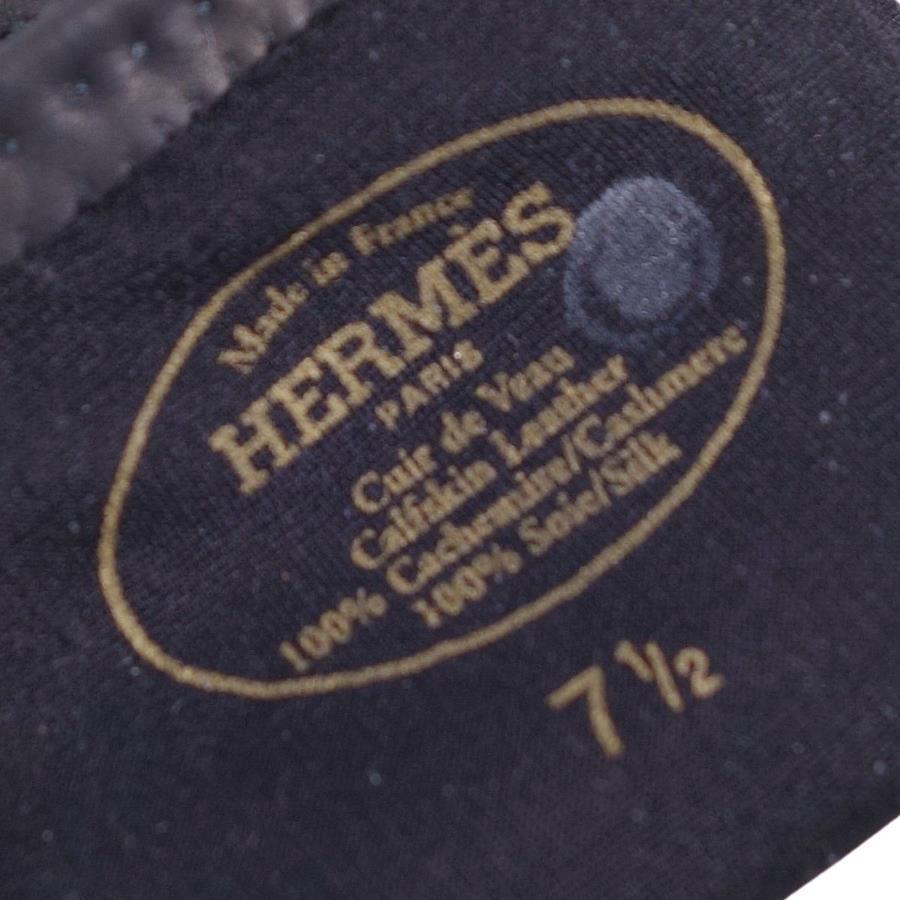 Made in France
HERMÈS
PARIS
Cuir de Veau
Calfskin Leather
100% Cachemire/Cashmere
100% Soie/Silk
7 ½